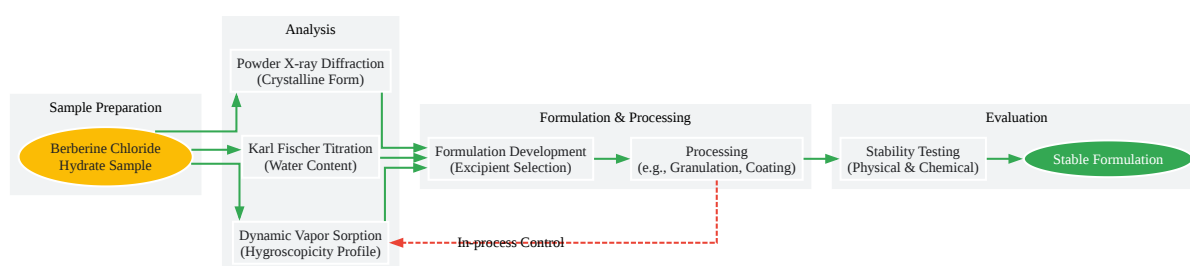 Sample Preparation
Berberine Chloride
Hydrate Sample
Analysis
Powder X-ray Diffraction
(Crystalline Form)
Karl Fischer Titration
(Water Content)
Dynamic Vapor Sorption
(Hygroscopicity Profile)
Formulation & Processing
Formulation Development
(Excipient Selection)
Processing
(e.g., Granulation, Coating)
In-process Control
Evaluation
Stability Testing
(Physical & Chemical)
Stable Formulation